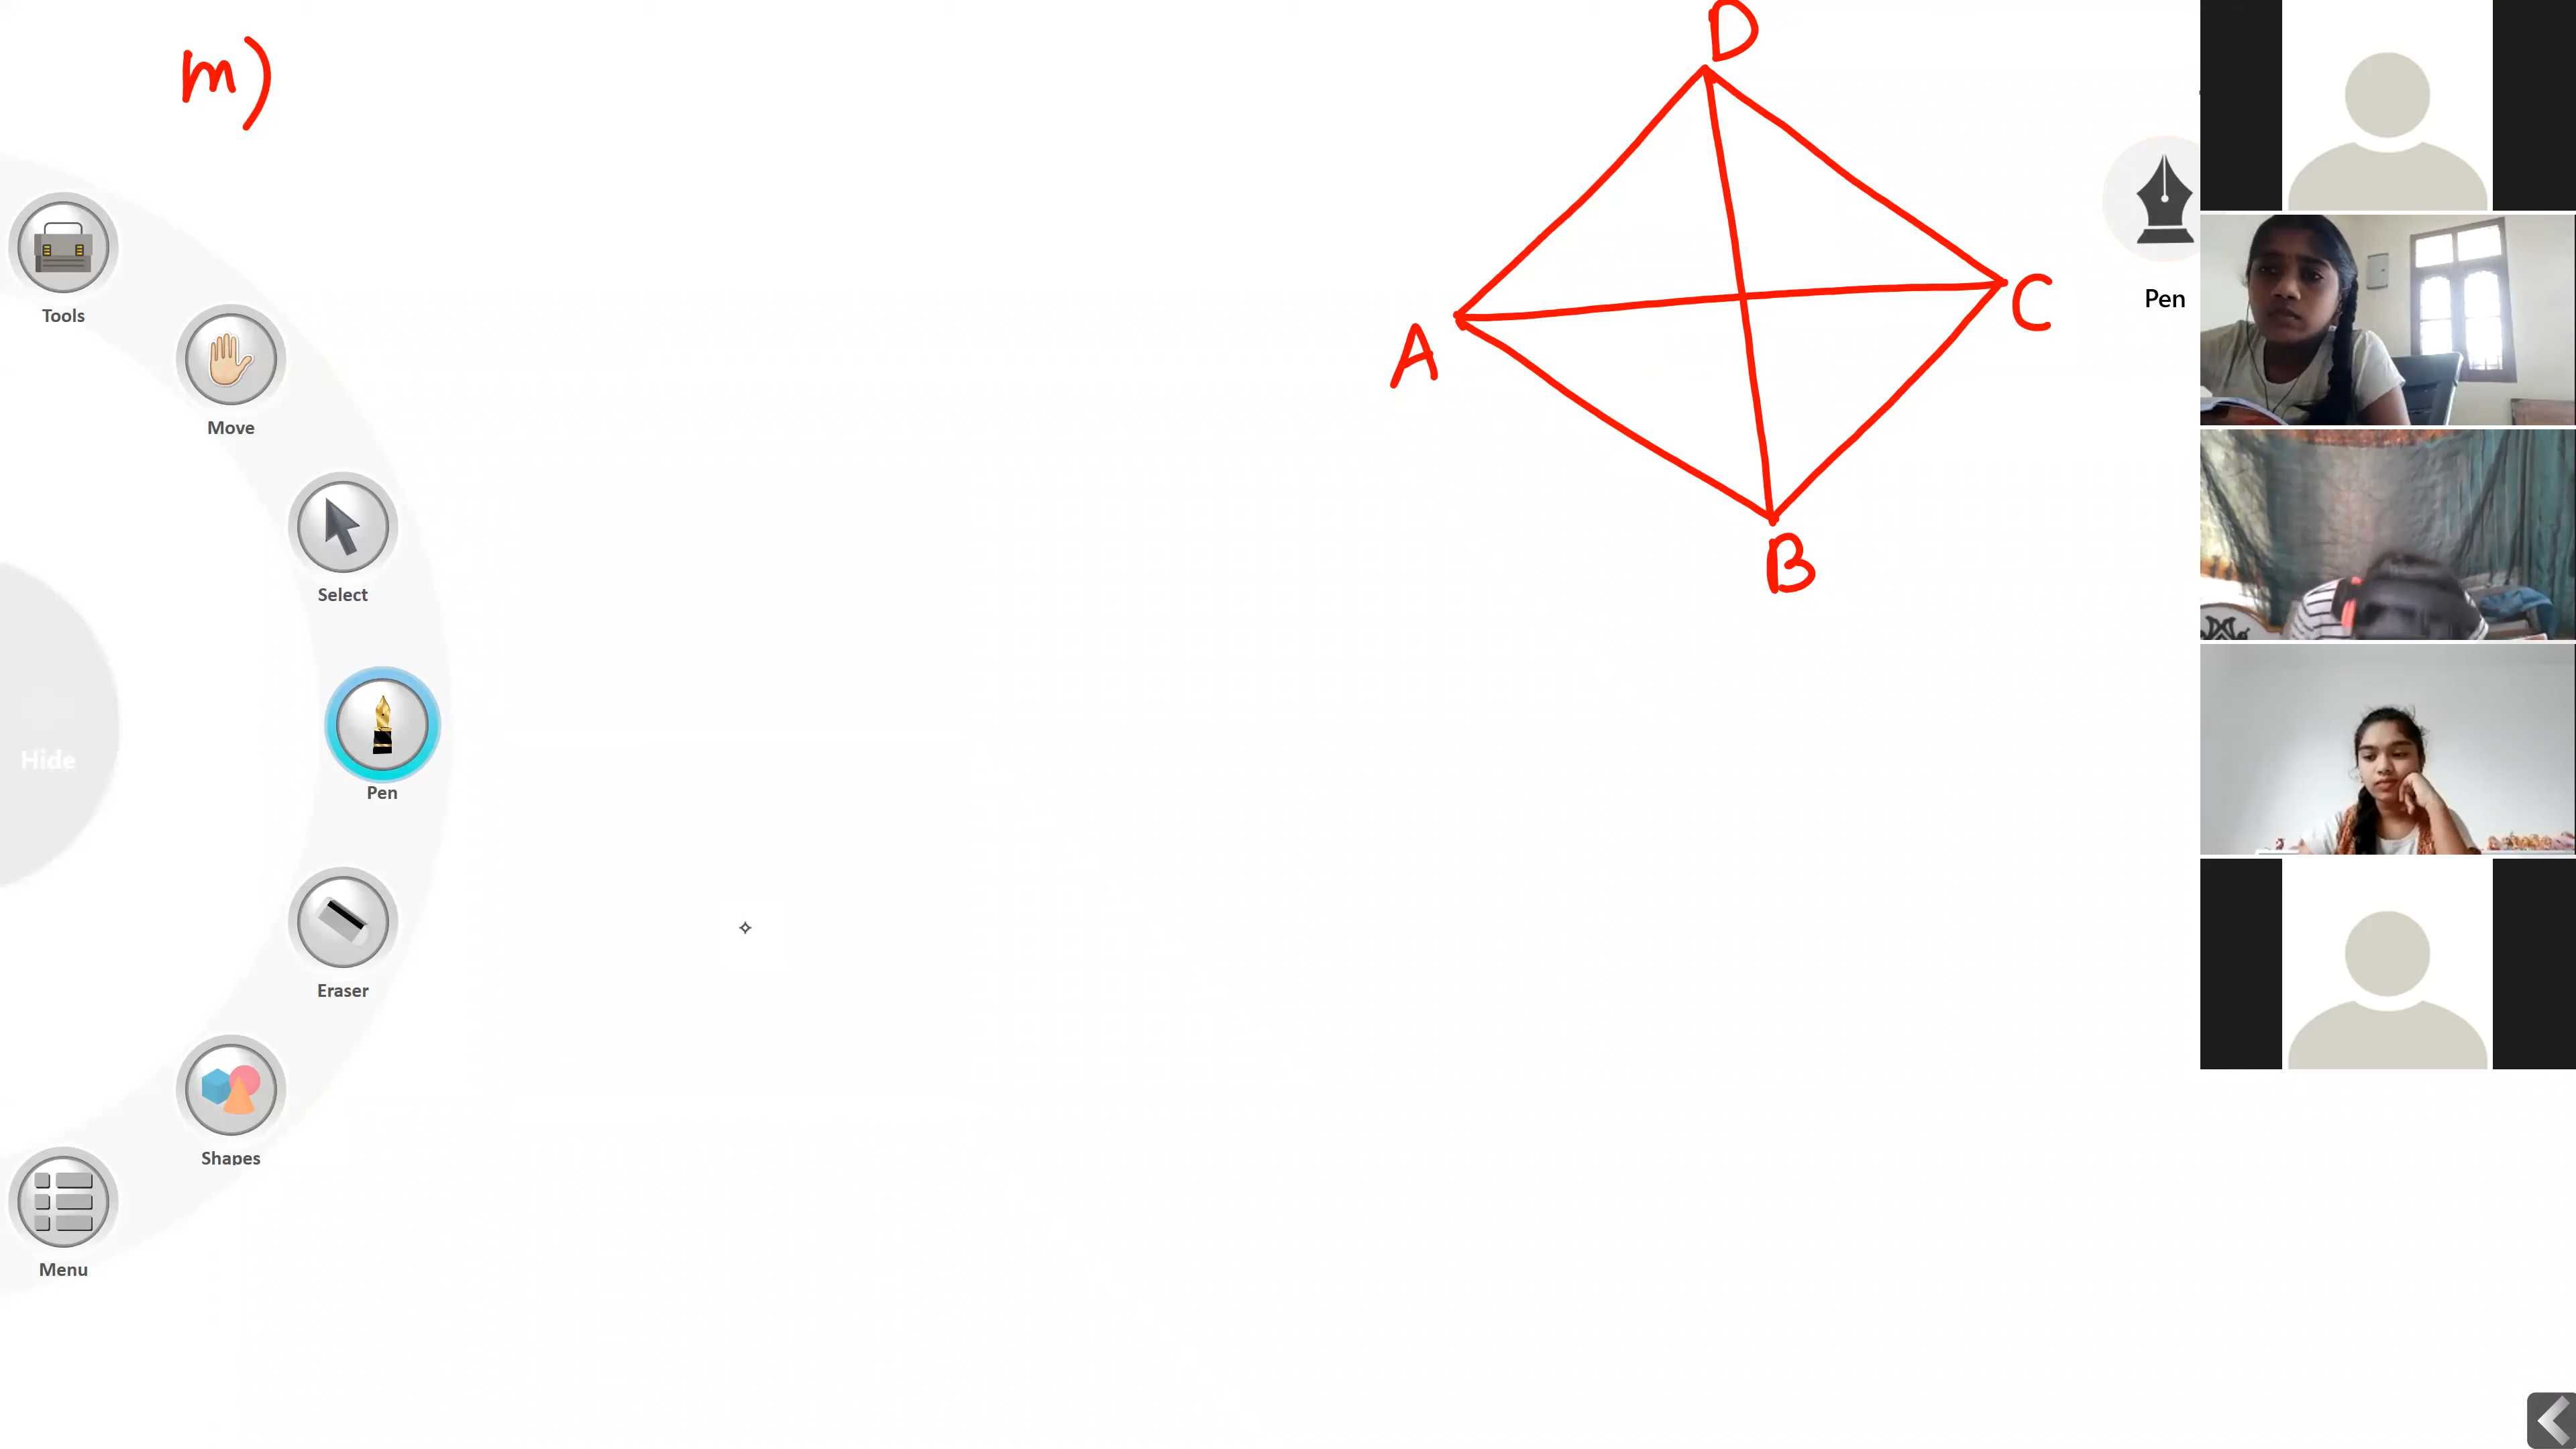 m)
D
A
C
B
Tools
Move
Select
Hide
Pen
Eraser
Shapes
Menu
Pen